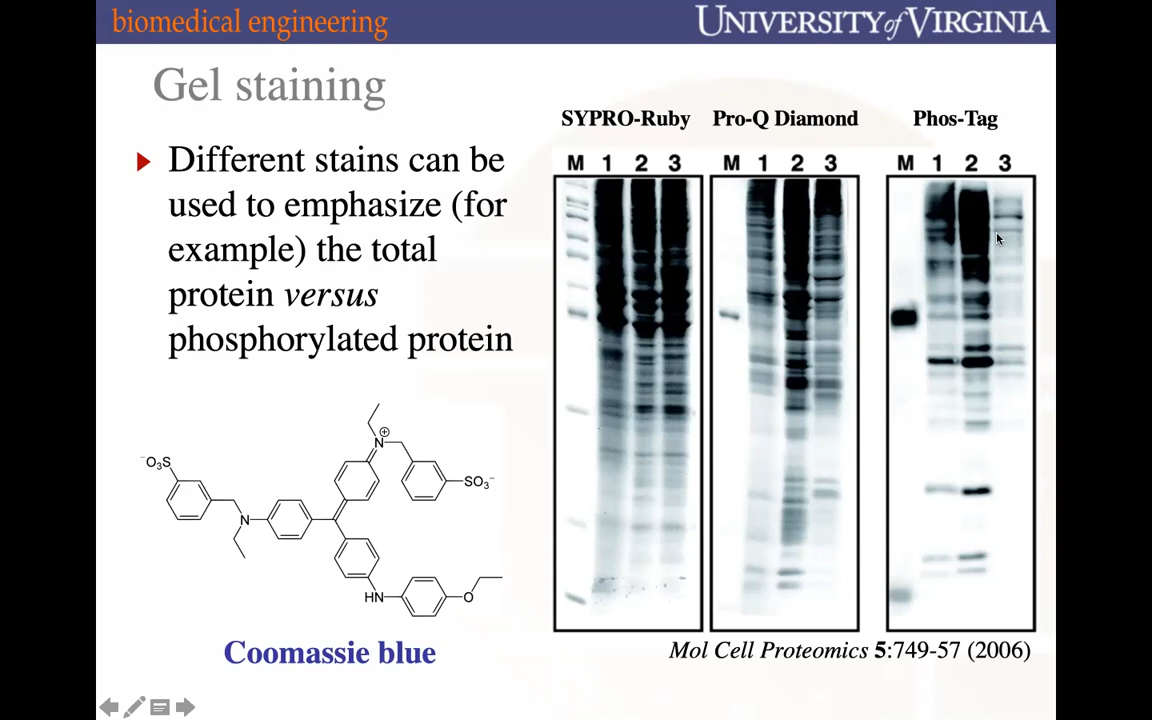 biomedical engineering
UNIVERSITY of VIRGINIA
Gel staining
Different stains can be
used to emphasize (for
example) the total
protein versus
phosphorylated protein
SYPRO-Ruby Pro-Q Diamond Phos-Tag
M 1 2 3 M 1 2 3 M 1 2 3
⁻O₃S
N
⊕
N
SO₃⁻
HN
O
Coomassie blue
Mol Cell Proteomics 5:749-57 (2006)